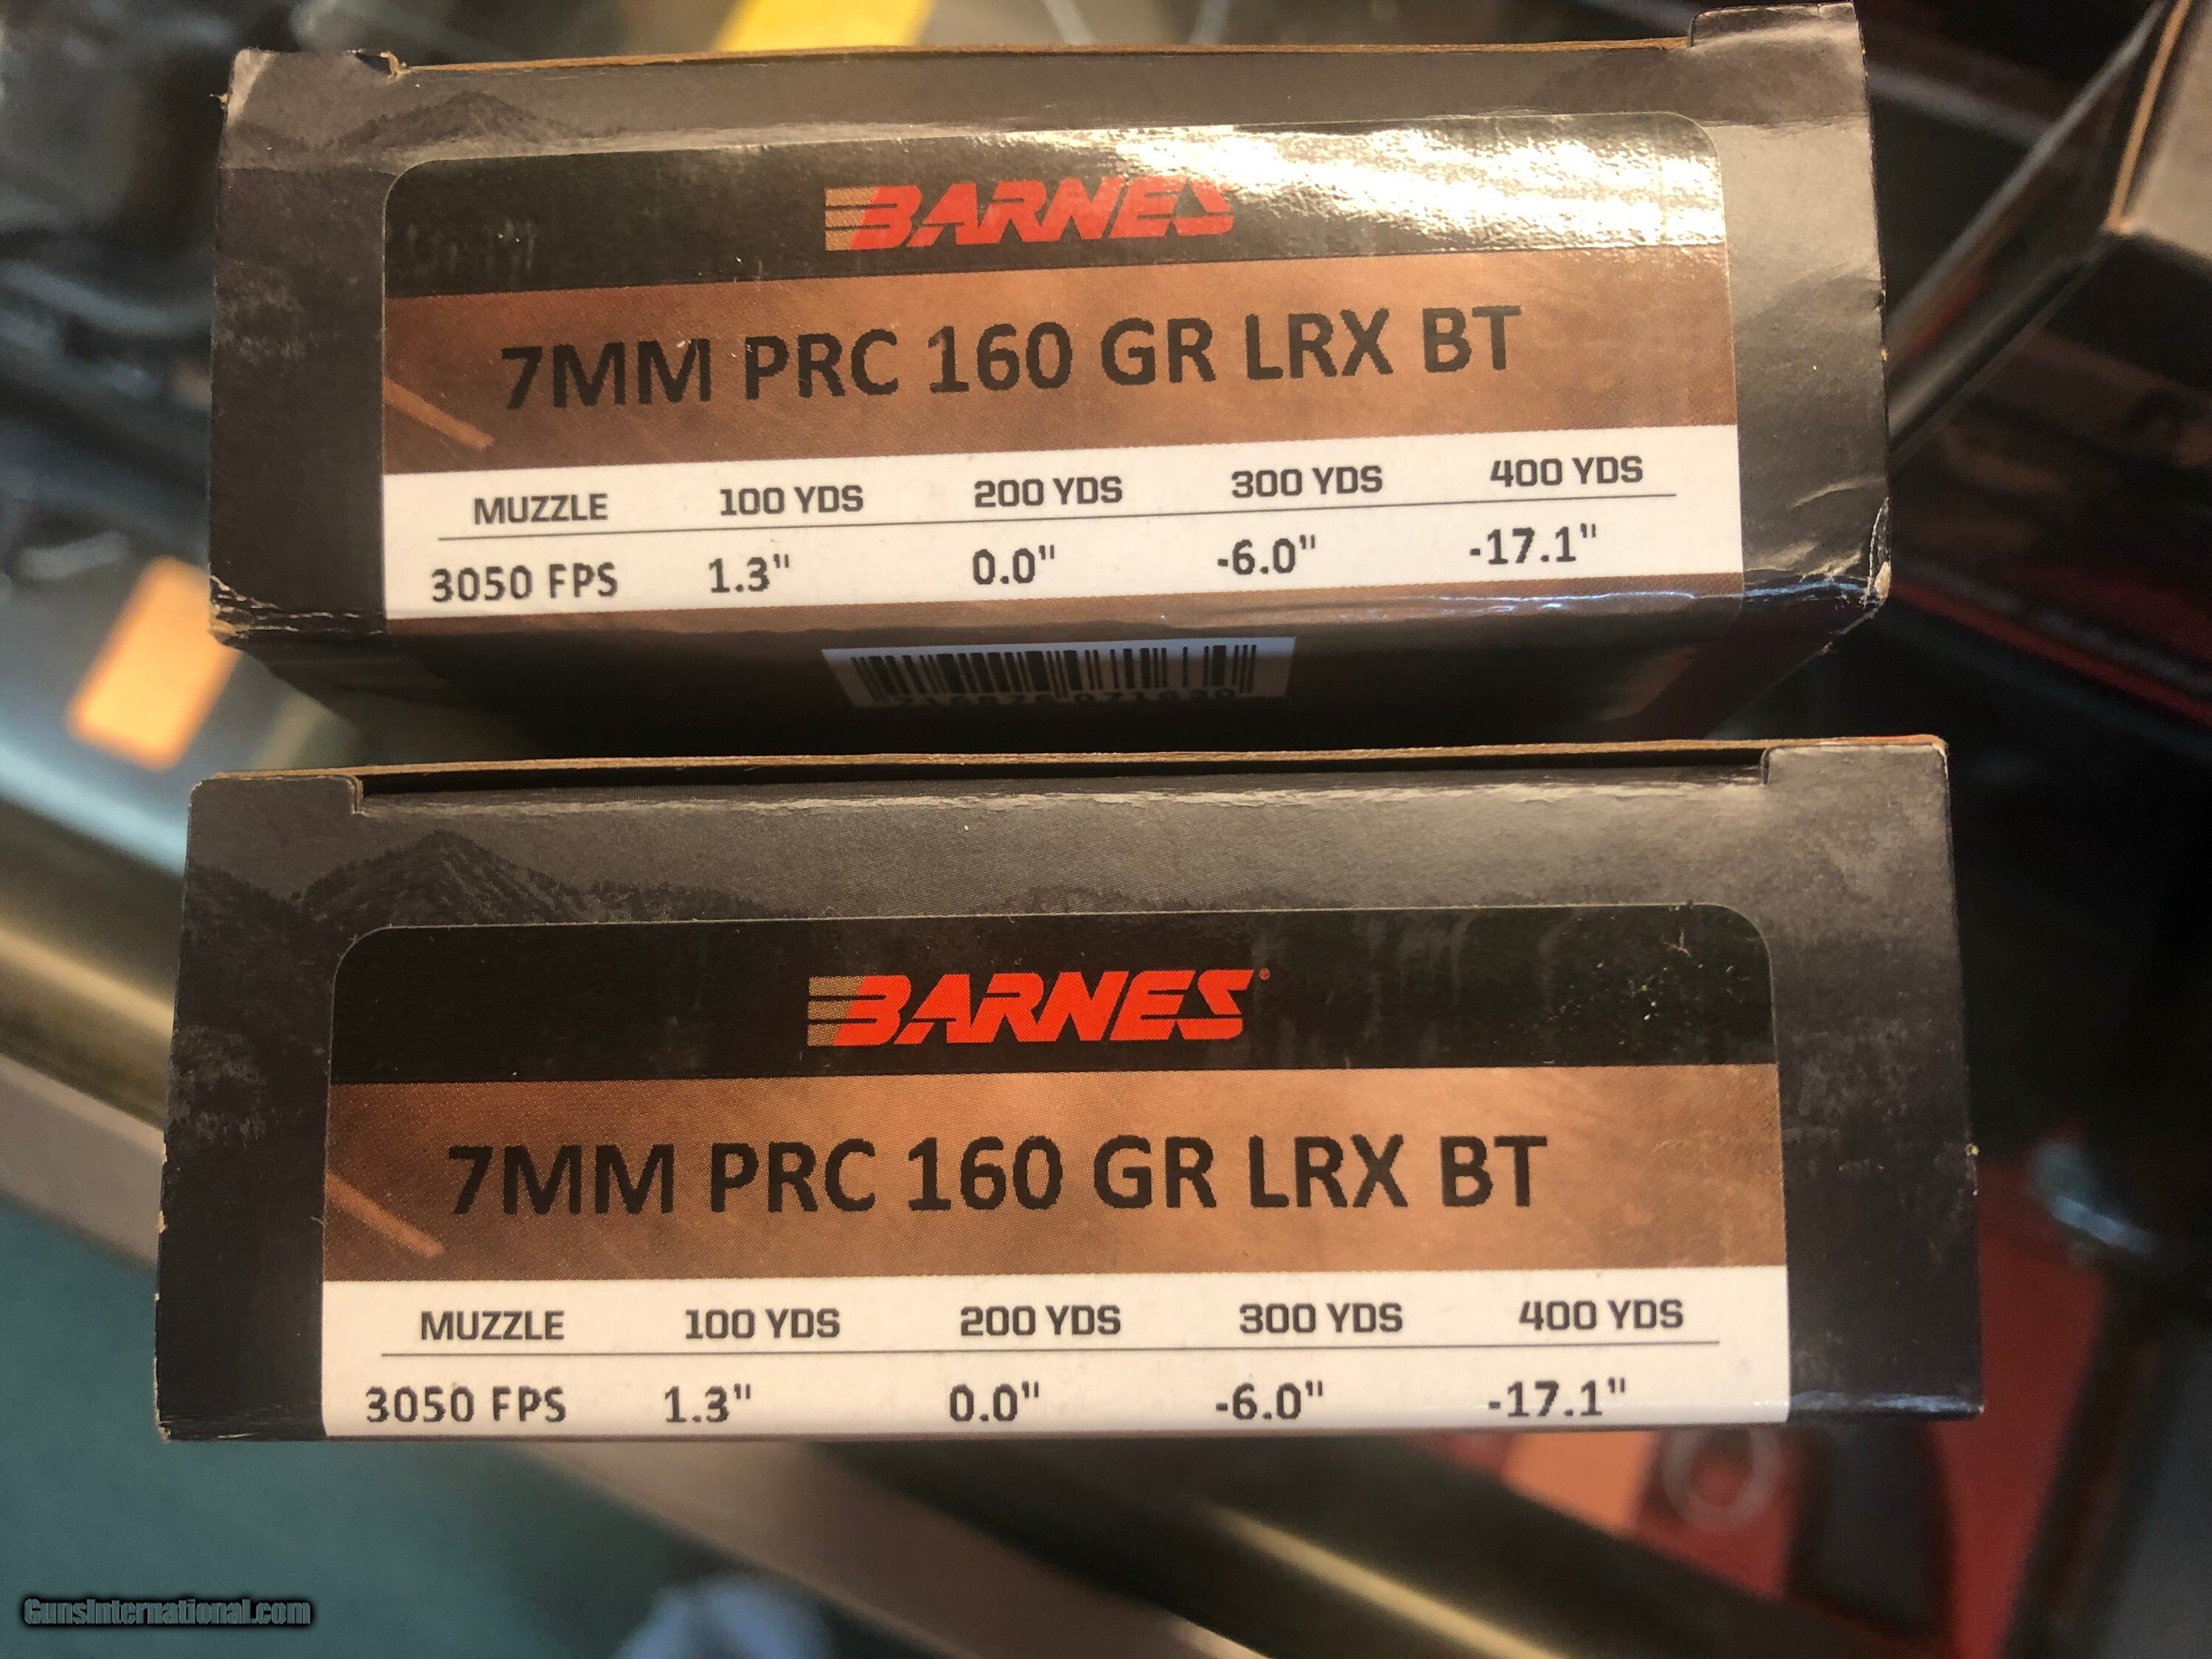 BARNES
7MM PRC 160 GR LRX BT
MUZZLE 100 YDS 200 YDS 300 YDS 400 YDS
3050 FPS 1.3" 0.0" -6.0" -17.1"
BARNES®
7MM PRC 160 GR LRX BT
MUZZLE 100 YDS 200 YDS 300 YDS 400 YDS
3050 FPS 1.3" 0.0" -6.0" -17.1"
GunsInternational.com